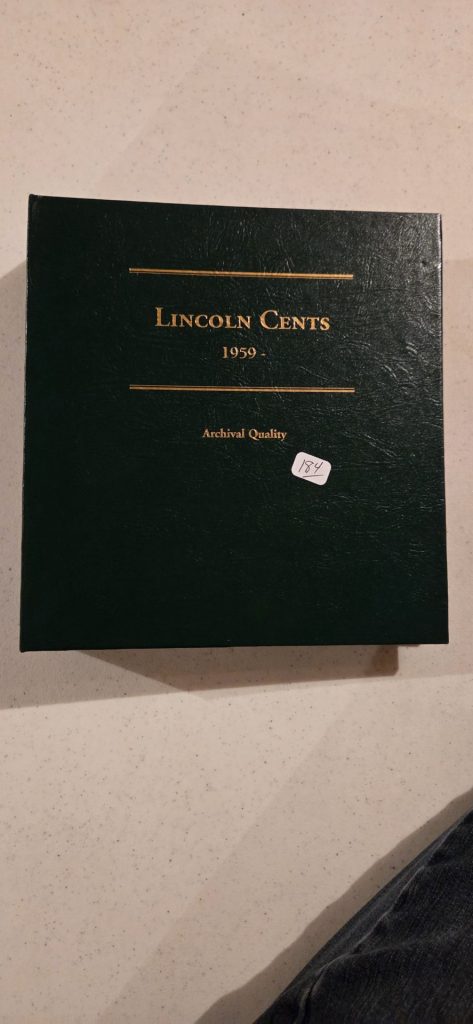 LINCOLN CENTS
1959 -
Archival Quality
184